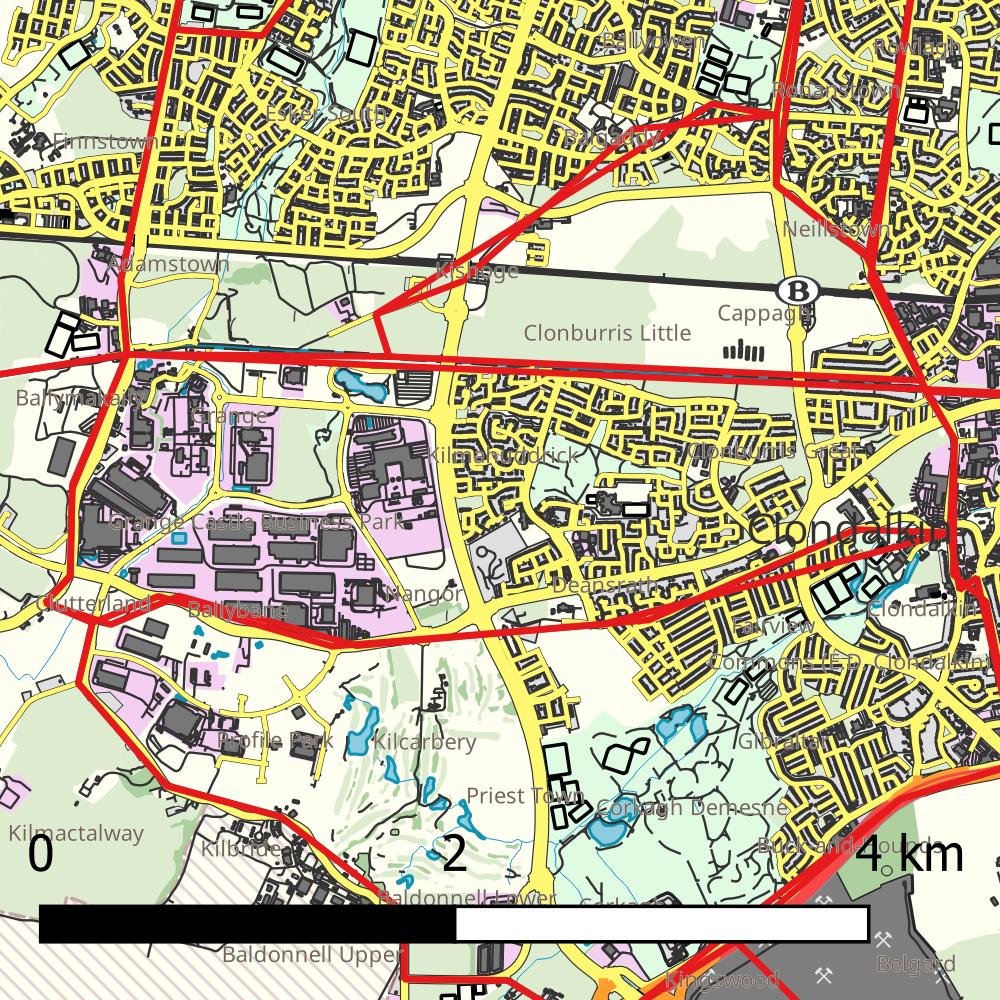 Ballyowen
Rowlagh
Ronanstown
Esker South
Finnstown
Balgaddy
Neillstown
Adamstown
Kishoge
B
Cappagh
Clonburris Little
Ballymakaily
Grange
Kilmahuddrick
Clonburris Great
Grange Castle Business Park
Clondalkin
Deansrath
Nangor
Clutterland
Ballybane
Clondalkin
Fairview
Commons (E.D. Clondalkin)
Profile Park
Kilcarbery
Gibraltar
Priest Town
Corkagh Demesne
Kilmactalway
Kilbride
Buck-and-Hounds
0
2
4 km
Baldonnell Lower
Corkagh
Baldonnell Upper
Belgard
Kingswood